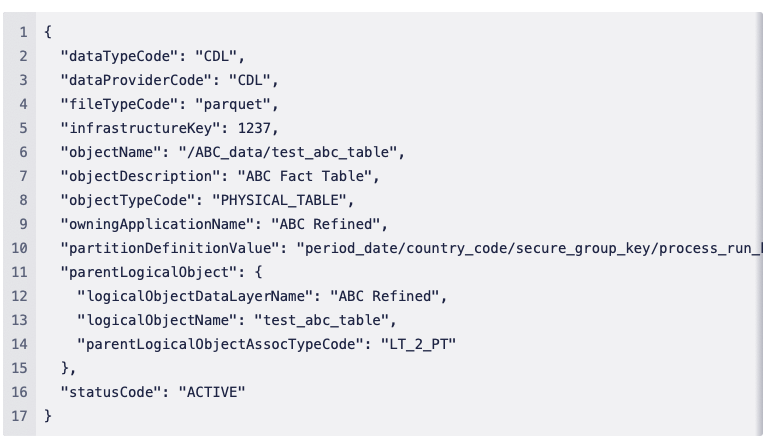 1 {
2 "dataTypeCode": "CDL",
3 "dataProviderCode": "CDL",
4 "fileTypeCode": "parquet",
5 "infrastructureKey": 1237,
6 "objectName": "/ABC_data/test_abc_table",
7 "objectDescription": "ABC Fact Table",
8 "objectTypeCode": "PHYSICAL_TABLE",
9 "owningApplicationName": "ABC Refined",
10 "partitionDefinitionValue": "period_date/country_code/secure_group_key/process_run_
11 "parentLogicalObject": {
12 "logicalObjectDataLayerName": "ABC Refined",
13 "logicalObjectName": "test_abc_table",
14 "parentLogicalObjectAssocTypeCode": "LT_2_PT"
15 },
16 "statusCode": "ACTIVE"
17 }